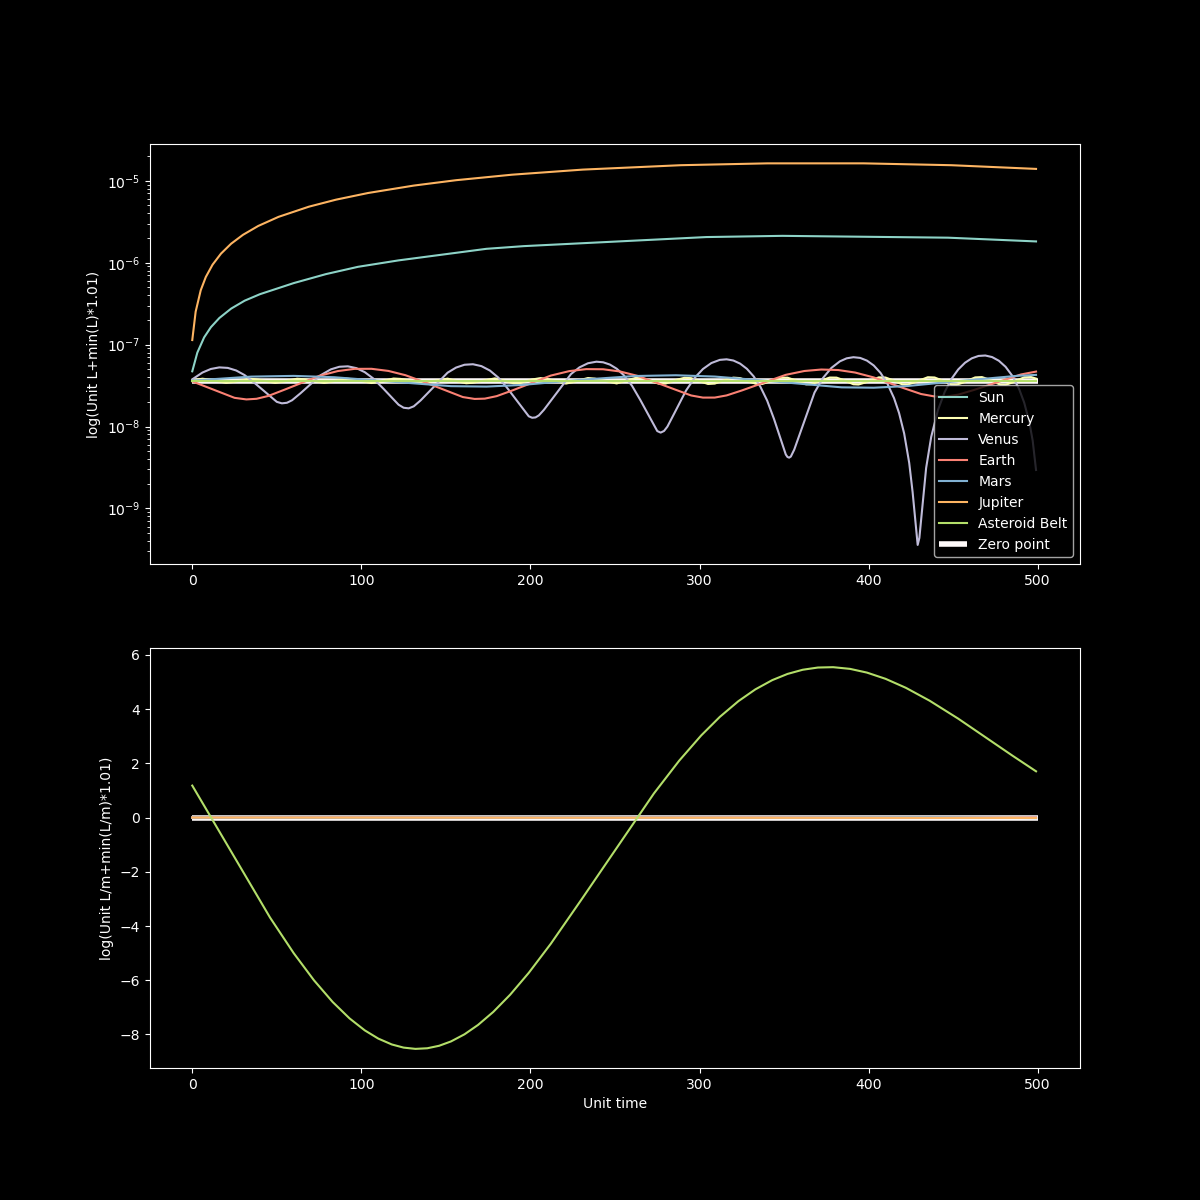 log(Unit L+min(L)*1.01)
10⁻⁵
10⁻⁶
10⁻⁷
10⁻⁸
10⁻⁹
Sun
Mercury
Venus
Earth
Mars
Jupiter
Asteroid Belt
Zero point
0 100 200 300 400 500
log(Unit L/m+min(L/m)*1.01)
6
4
2
0
−2
−4
−6
−8
0 100 200 300 400 500
Unit time